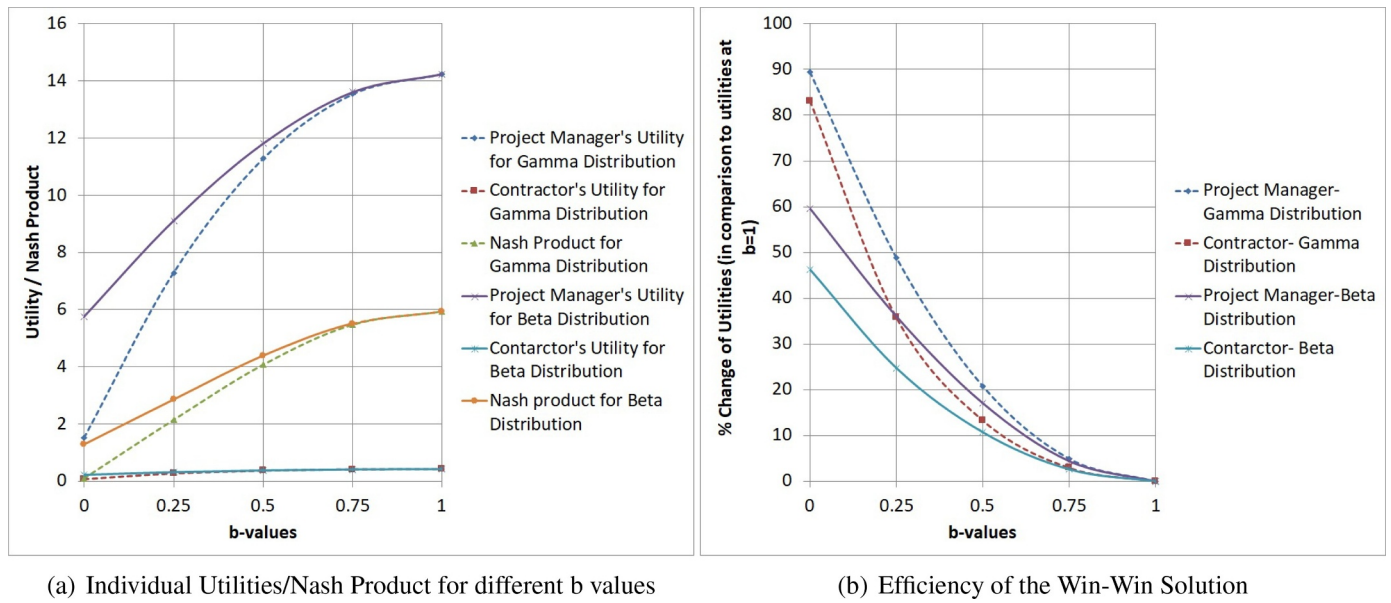 16
14
12
10
8
6
4
2
0
Utility / Nash Product
0
0.25
0.5
0.75
1
b-values
Project Manager's Utility
for Gamma Distribution
Contractor's Utility for
Gamma Distribution
Nash Product for
Gamma Distribution
Project Manager's Utility
for Beta Distribution
Contarctor's Utility for
Beta Distribution
Nash product for Beta
Distribution
(a) Individual Utilities/Nash Product for different b values
100
90
80
70
60
50
40
30
20
10
0
% Change of Utilities (in comparison to utilities at
b=1)
0
0.25
0.5
0.75
1
b-values
Project Manager-
Gamma Distribution
Contractor- Gamma
Distribution
Project Manager-Beta
Distribution
Contarctor- Beta
Distribution
(b) Efficiency of the Win-Win Solution